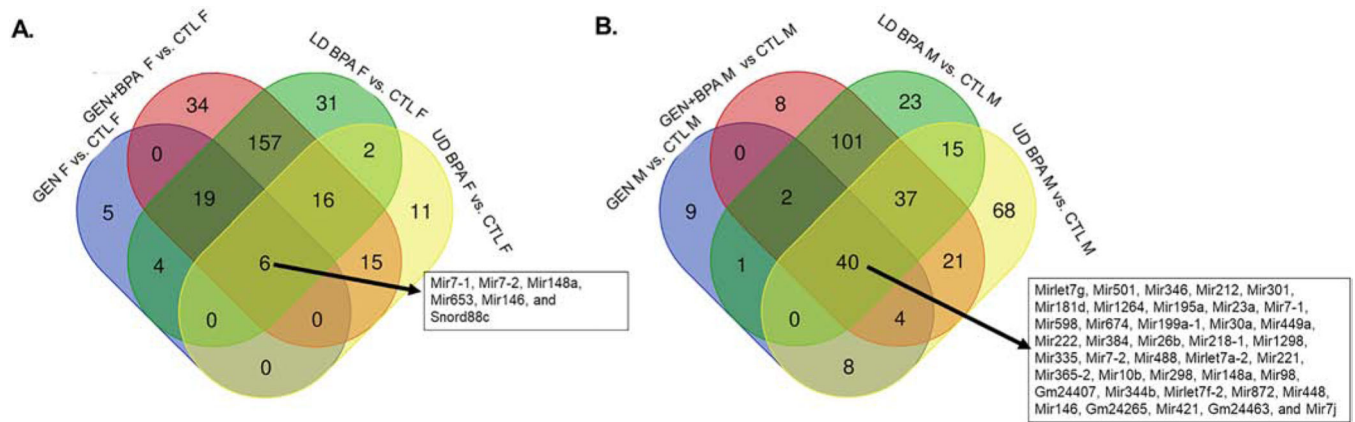 A.
GEN F vs. CTL F
GEN+BPA F vs. CTL F
LD BPA F vs. CTL F
UD BPA F vs. CTL F
34
31
0
157
2
5
19
16
11
4
6
15
0
0
0
Mir7-1, Mir7-2, Mir148a,
Mir653, Mir146, and
Snord88c
B.
GEN M vs. CTL M
GEN+BPA M vs CTL M
LD BPA M vs. CTL M
UD BPA M vs. CTL M
8
23
0
101
15
9
2
37
68
1
40
21
0
4
8
Mirlet7g, Mir501, Mir346, Mir212, Mir301,
Mir181d, Mir1264, Mir195a, Mir23a, Mir7-1,
Mir598, Mir674, Mir199a-1, Mir30a, Mir449a,
Mir222, Mir384, Mir26b, Mir218-1, Mir1298,
Mir335, Mir7-2, Mir488, Mirlet7a-2, Mir221,
Mir365-2, Mir10b, Mir298, Mir148a, Mir98,
Gm24407, Mir344b, Mirlet7f-2, Mir872, Mir448,
Mir146, Gm24265, Mir421, Gm24463, and Mir7j